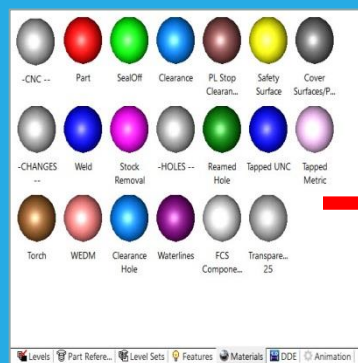 -CNC --
Part
SealOff
Clearance
PL Stop
Clearan...
Safety
Surface
Cover
Surfaces/P...
-CHANGES
--
Weld
Stock
Removal
-HOLES --
Reamed
Hole
Tapped UNC
Tapped
Metric
Torch
WEDM
Clearance
Hole
Waterlines
FCS
Compone...
Transpare...
25
Levels Part Refere... Level Sets Features Materials DDE Animation